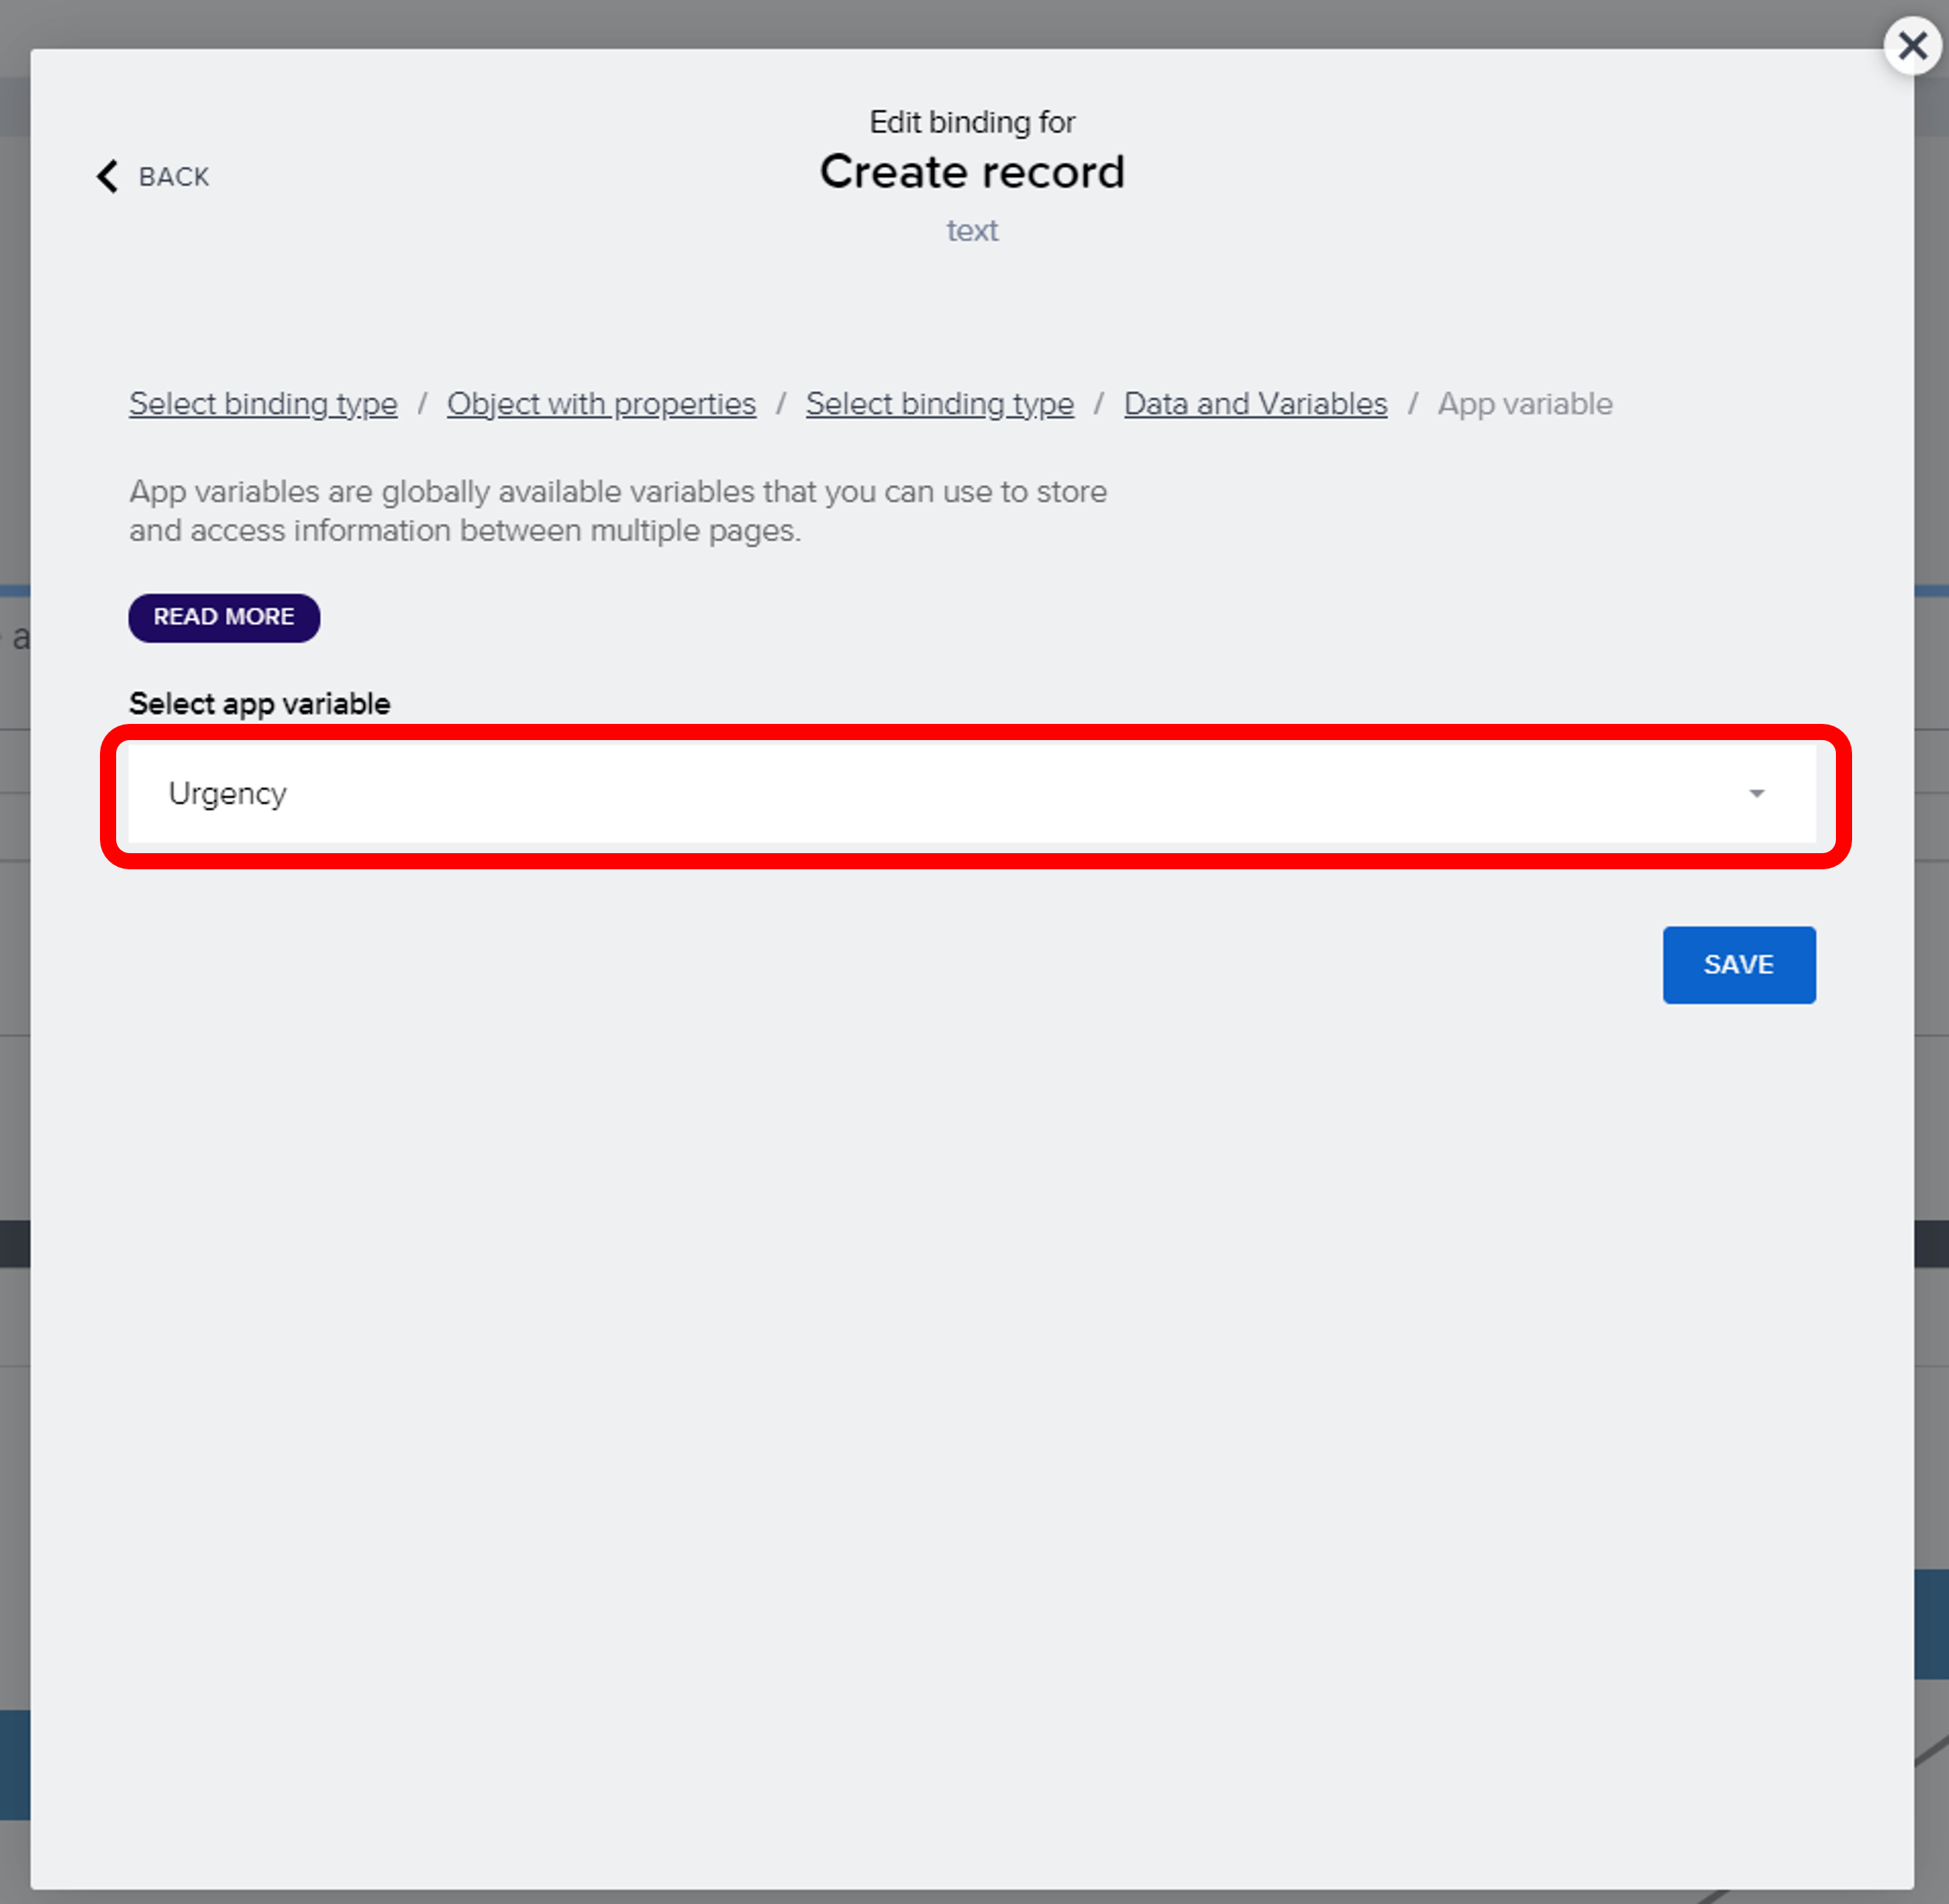 Edit binding for
BACK
Create record
text
Select binding type / Object with properties / Select binding type / Data and Variables / App variable
App variables are globally available variables that you can use to store
and access information between multiple pages.
READ MORE
a
Select app variable
Urgency
SAVE